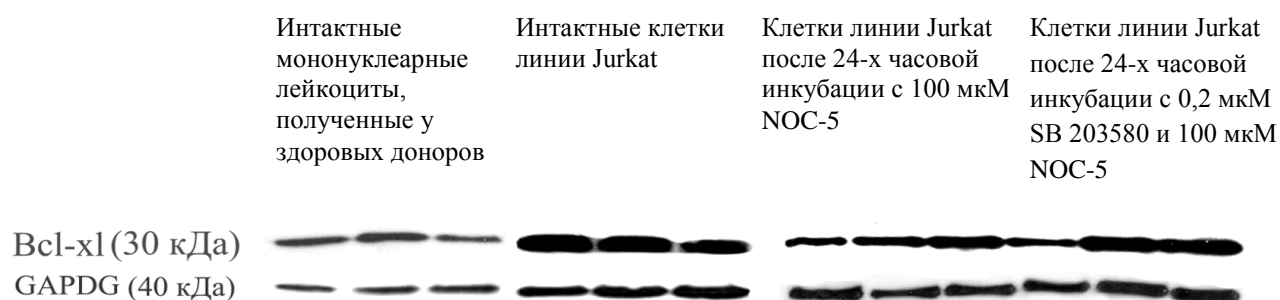 Интактные
мононуклеарные
лейкоциты,
полученные у
здоровых доноров
Интактные клетки
линии Jurkat
Клетки линии Jurkat
после 24-х часовой
инкубации с 100 мкМ
NOC-5
Клетки линии Jurkat
после 24-х часовой
инкубации с 0,2 мкМ
SB 203580 и 100 мкМ
NOC-5
Bcl-xl (30 кДа)
GAPDG (40 кДа)